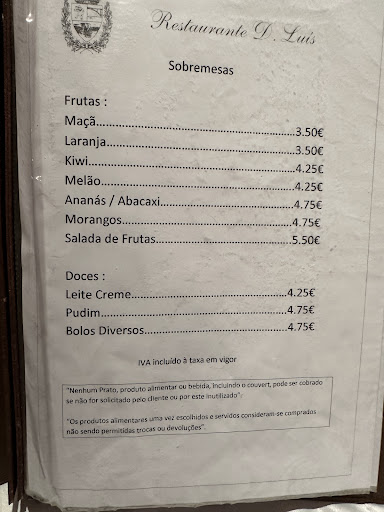 Restaurante D. Luís
Sobremesas
Frutas :
Maçã..........................................................3.50€
Laranja.......................................................3.50€
Kiwi............................................................4.25€
Melão..........................................................4.25€
Ananás / Abacaxi......................................4.75€
Morangos..................................................4.75€
Salada de Frutas.......................................5.50€
Doces :
Leite Creme..............................................4.25€
Pudim.......................................................4.75€
Bolos Diversos..........................................4.75€
IVA incluído à taxa em vigor
"Nenhum Prato, produto alimentar ou bebida, incluindo o couvert, pode ser cobrado
se não for solicitado pelo cliente ou por este inutilizado".
"Os produtos alimentares uma vez escolhidos e servidos consideram-se comprados
não sendo permitidas trocas ou devoluções".